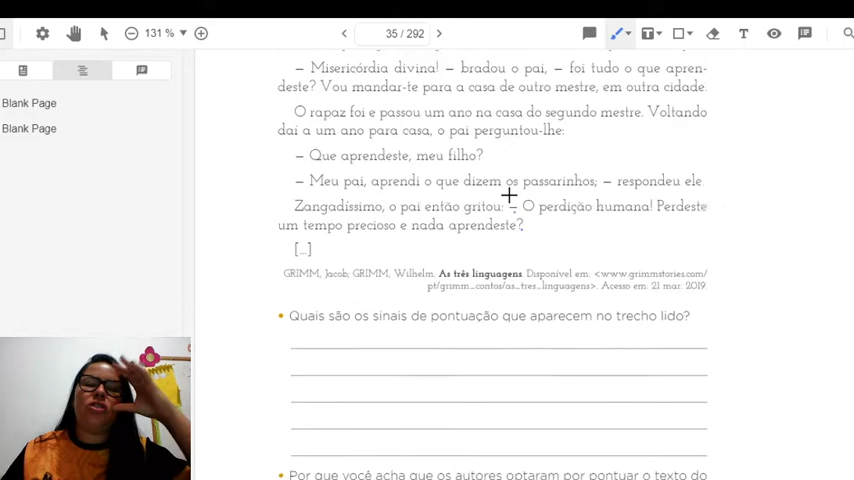 131 %
35 / 292
T
T
Blank Page
Blank Page
– Misericórdia divina! – bradou o pai, – foi tudo o que apren-
deste? Vou mandar-te para a casa de outro mestre, em outra cidade.
O rapaz foi e passou um ano na casa do segundo mestre. Voltando
daí a um ano para casa, o pai perguntou-lhe:
– Que aprendeste, meu filho?
– Meu pai, aprendi o que dizem os passarinhos; – respondeu ele.
Zangadíssimo, o pai então gritou: – O perdição humana! Perdeste
um tempo precioso e nada aprendeste?
[...]
GRIMM, Jacob; GRIMM, Wilhelm. As três linguagens. Disponível em: <www.grimmstories.com/
pt/grimm_contos/as_tres_linguagens>. Acesso em: 21 mar. 2019.
• Quais são os sinais de pontuação que aparecem no trecho lido?
• Por que você acha que os autores optaram por pontuar o texto do